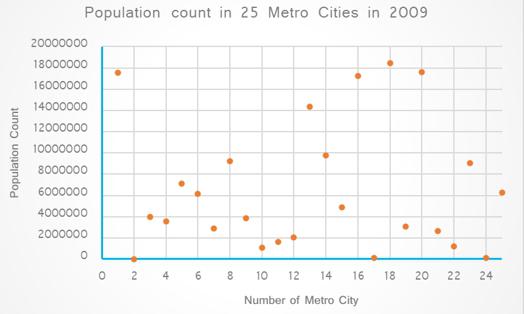 Population count in 25 Metro Cities in 2009
20000000
18000000
16000000
14000000
12000000
10000000
8000000
6000000
4000000
2000000
0
Population Count
0 2 4 6 8 10 12 14 16 18 20 22 24
Number of Metro City